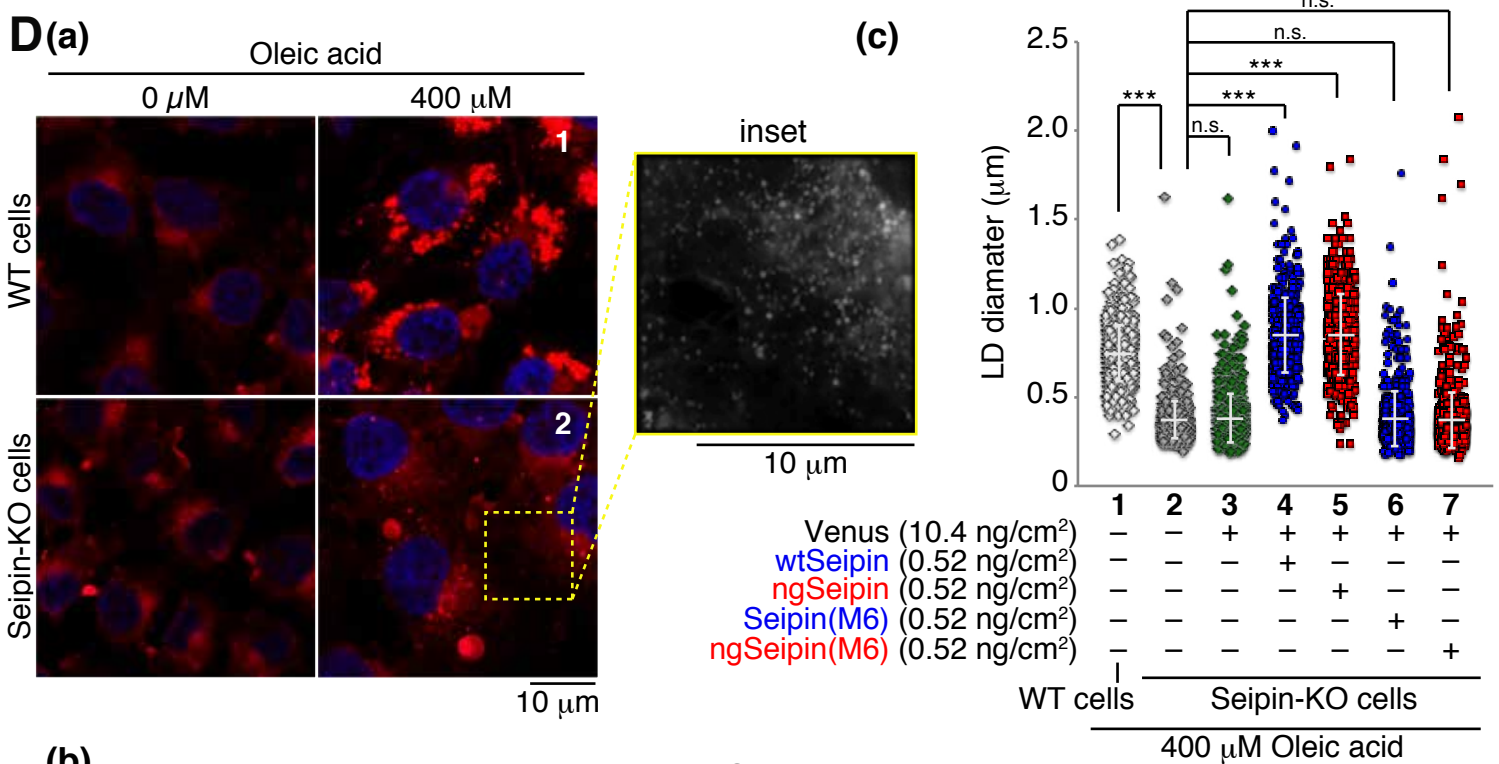 D (a)
Oleic acid
0 µM
400 µM
WT cells
Seipin-KO cells
1
2
10 µm
inset
10 µm
(b)
(c)
LD diamater (µm)
2.5
2.0
1.5
1.0
0.5
0
***
n.s.
***
***
n.s.
n.s.
1 2 3 4 5 6 7
Venus (10.4 ng/cm²) – – + + + + +
wtSeipin (0.52 ng/cm²) – – – + – – –
ngSeipin (0.52 ng/cm²) – – – – + – –
Seipin(M6) (0.52 ng/cm²) – – – – – + –
ngSeipin(M6) (0.52 ng/cm²) – – – – – – +
WT cells
Seipin-KO cells
400 µM Oleic acid